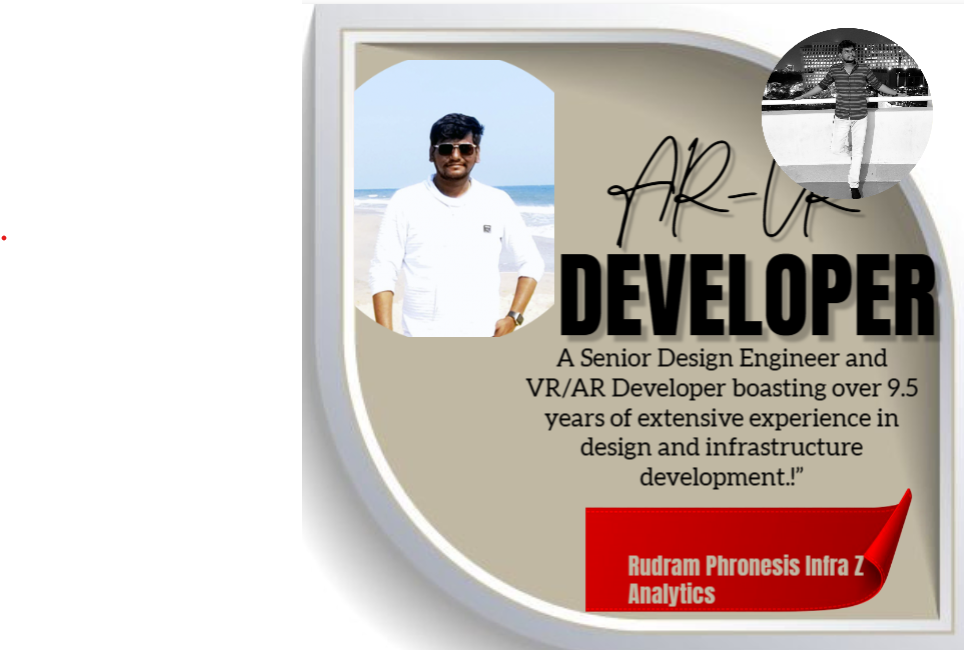 AR-VR
DEVELOPER
A Senior Design Engineer and
VR/AR Developer boasting over 9.5
years of extensive experience in
design and infrastructure
development.!”
Rudram Phronesis Infra Z
Analytics